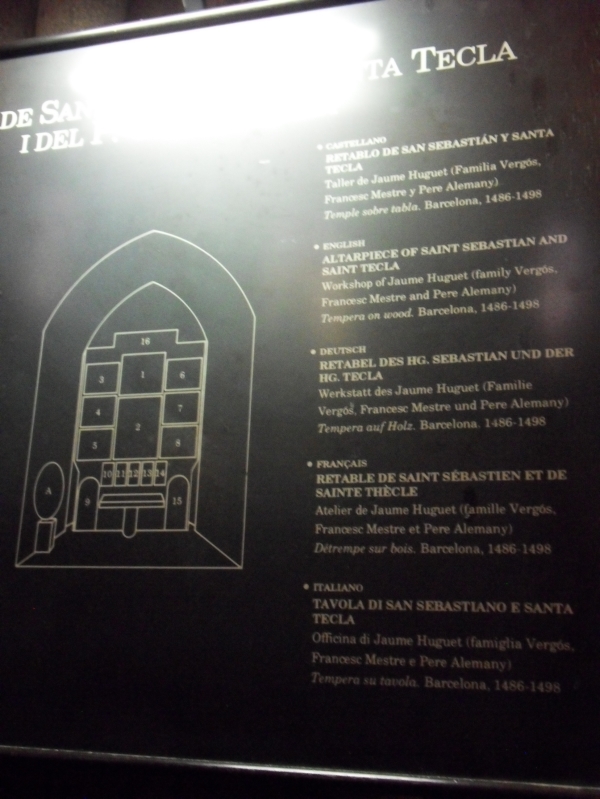 DE SAN TA TECLA
I DEL
• CASTELLANO
RETABLO DE SAN SEBASTIÁN Y SANTA
TECLA
Taller de Jaume Huguet (Familia Vergós,
Francesc Mestre y Pere Alemany)
Temple sobre tabla. Barcelona, 1486-1498
• ENGLISH
ALTARPIECE OF SAINT SEBASTIAN AND
SAINT TECLA
Workshop of Jaume Huguet (family Vergós,
Francesc Mestre and Pere Alemany)
Tempera on wood. Barcelona, 1486-1498
• DEUTSCH
RETABEL DES HG. SEBASTIAN UND DER
HG. TECLA
Werkstatt des Jaume Huguet (Familie
Vergós, Francesc Mestre und Pere Alemany)
Tempera auf Holz. Barcelona, 1486-1498
• FRANÇAIS
RETABLE DE SAINT SÉBASTIEN ET DE
SAINTE THÈCLE
Atelier de Jaume Huguet (famille Vergós,
Francesc Mestre et Pere Alemany)
Détrempe sur bois. Barcelona, 1486-1498
• ITALIANO
TAVOLA DI SAN SEBASTIANO E SANTA
TECLA
Officina di Jaume Huguet (famiglia Vergós,
Francesc Mestre e Pere Alemany)
Tempera su tavola. Barcelona, 1486-1498
16
3 1 6
4 2 7
5 8
10 11 12 13 14
A 9 15